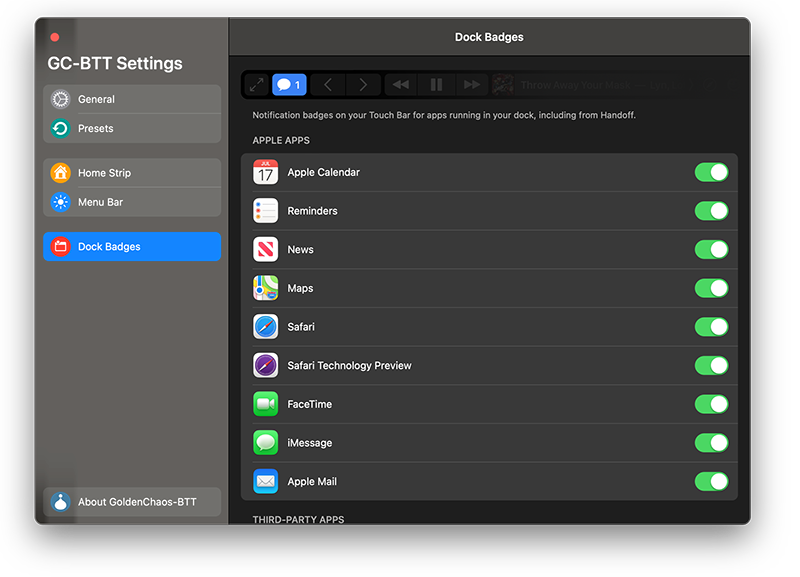 GC-BTT Settings
General
Presets
Home Strip
Menu Bar
Dock Badges
About GoldenChaos-BTT
Dock Badges
1
Throw Away Your Mask
Notification badges on your Touch Bar for apps running in your dock, including from Handoff.
APPLE APPS
JUL
17
Apple Calendar
Reminders
News
Maps
Safari
Safari Technology Preview
FaceTime
iMessage
Apple Mail
THIRD-PARTY APPS